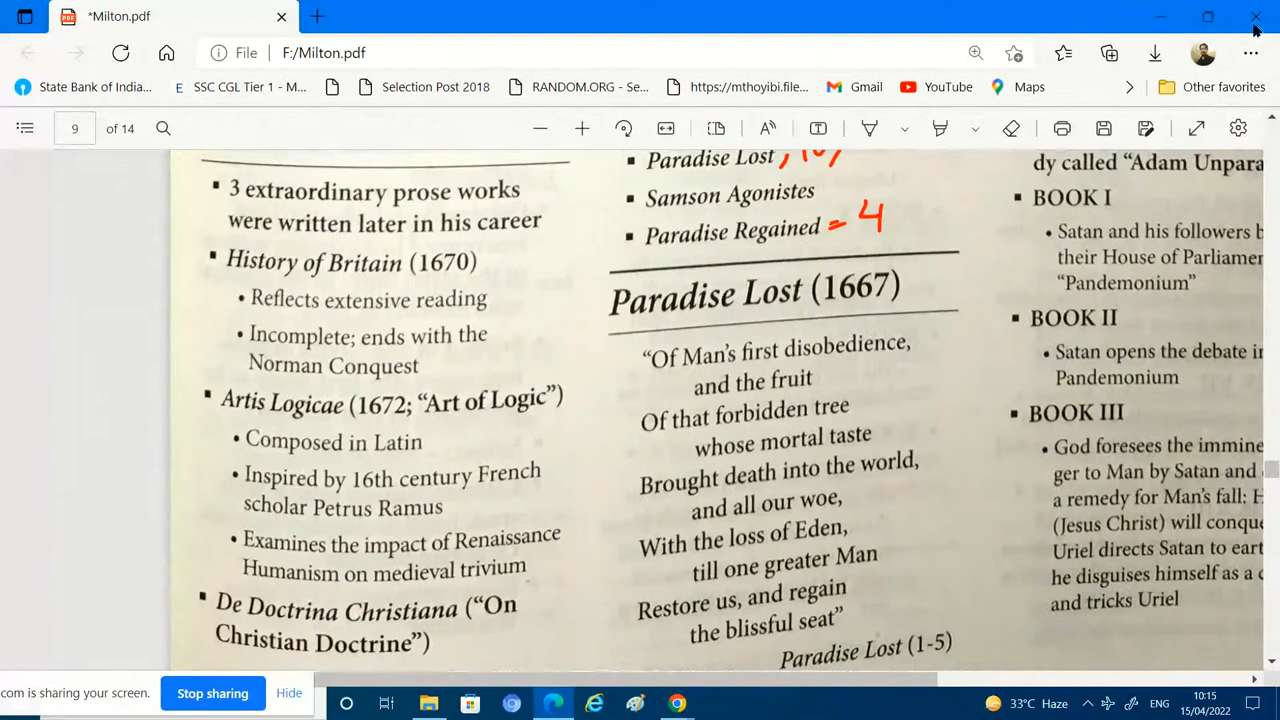 *Milton.pdf
File
F:/Milton.pdf
State Bank of India...
SSC CGL Tier 1 - M...
Selection Post 2018
RANDOM.ORG - Se...
https://mthoyibi.file...
Gmail
YouTube
Maps
Other favorites
9 of 14
3 extraordinary prose works
were written later in his career
History of Britain (1670)
• Reflects extensive reading
• Incomplete; ends with the
Norman Conquest
Artis Logicae (1672; “Art of Logic”)
• Composed in Latin
• Inspired by 16th century French
scholar Petrus Ramus
• Examines the impact of Renaissance
Humanism on medieval trivium
De Doctrina Christiana (“On
Christian Doctrine”)
Paradise Lost
Samson Agonistes
Paradise Regained = 4
Paradise Lost (1667)
“Of Man’s first disobedience,
and the fruit
Of that forbidden tree
whose mortal taste
Brought death into the world,
and all our woe,
With the loss of Eden,
till one greater Man
Restore us, and regain
the blissful seat”
Paradise Lost (1-5)
dy called “Adam Unpara
BOOK I
• Satan and his followers b
their House of Parliamen
“Pandemonium”
BOOK II
• Satan opens the debate in
Pandemonium
BOOK III
• God foresees the immine
ger to Man by Satan and
a remedy for Man’s fall: H
(Jesus Christ) will conqu
Uriel directs Satan to eart
he disguises himself as a
and tricks Uriel
com is sharing your screen.
Stop sharing
Hide
33°C Haze
ENG
10:15
15/04/2022